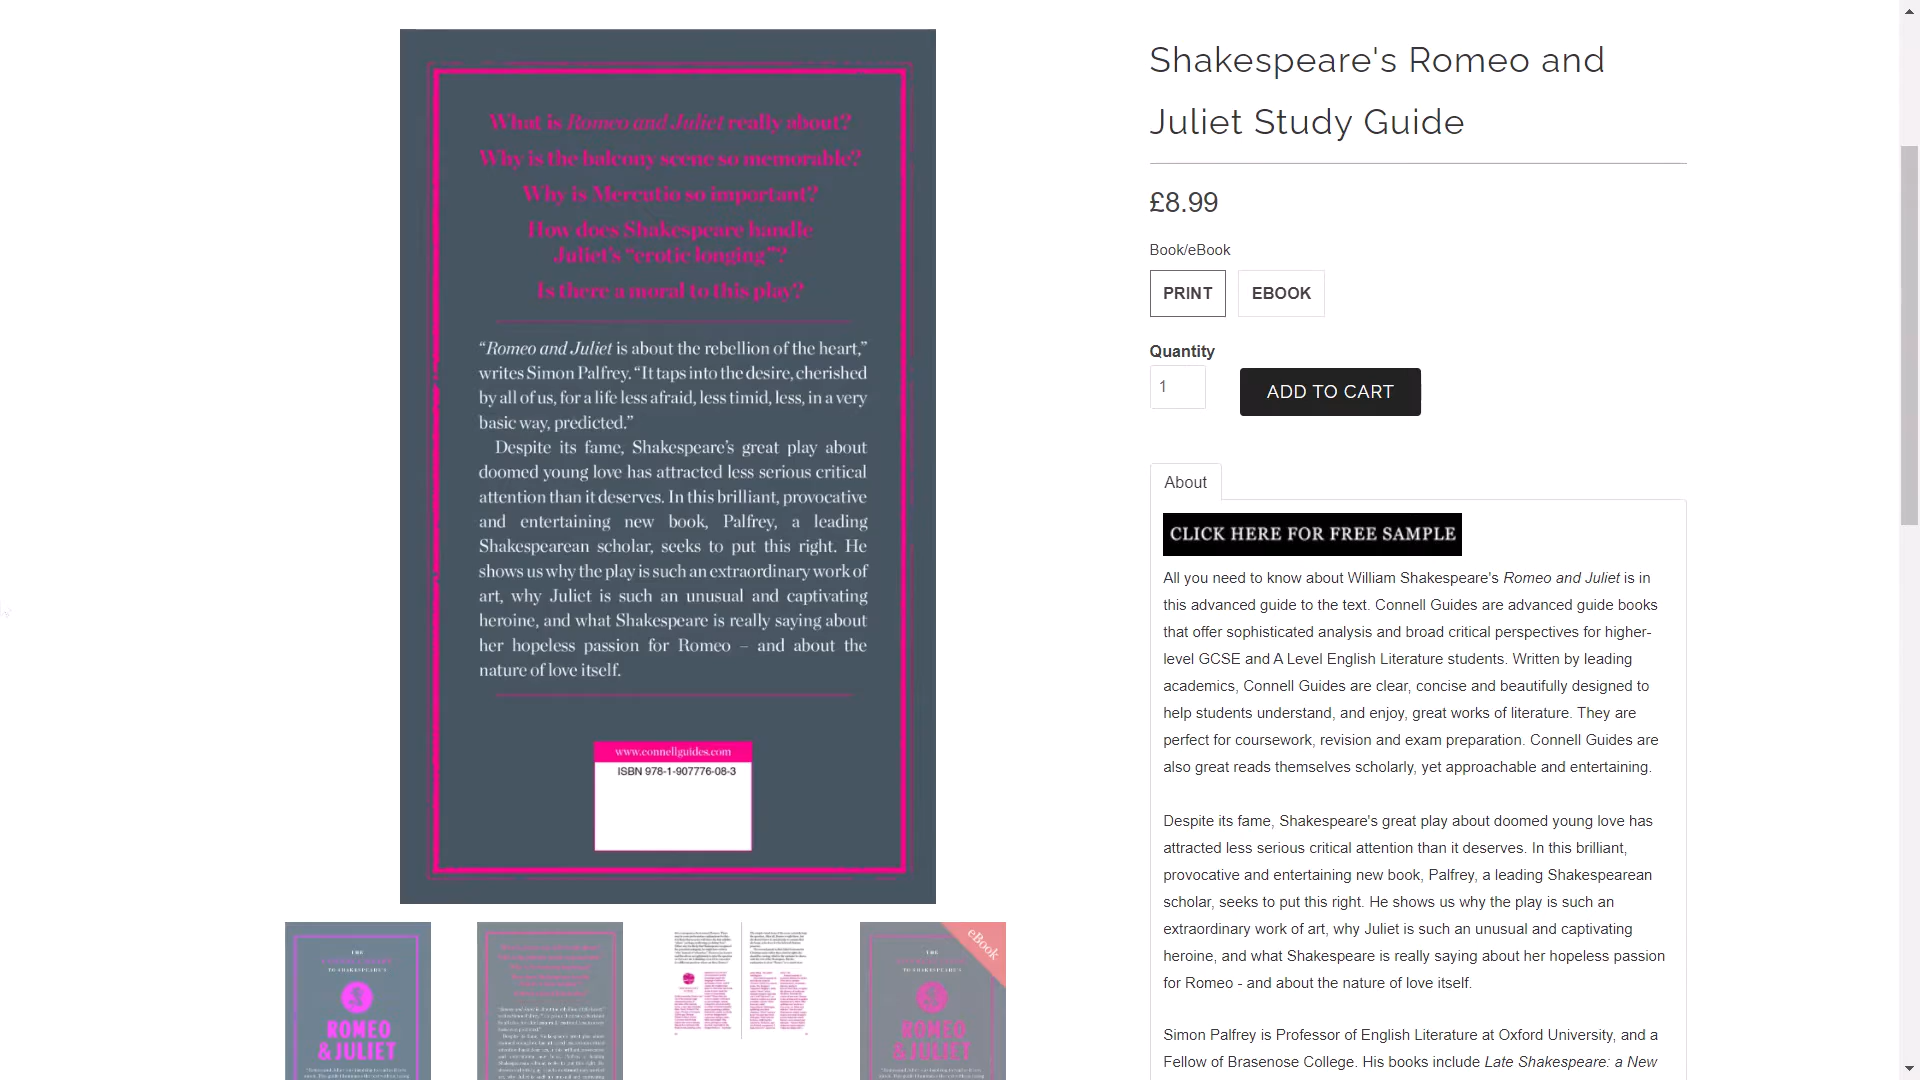 What is Romeo and Juliet really about?
Why is the balcony scene so memorable?
Why is Mercutio so important?
How does Shakespeare handle
Juliet's “erotic longing”?
Is there a moral to this play?
“Romeo and Juliet is about the rebellion of the heart,”
writes Simon Palfrey. “It taps into the desire, cherished
by all of us, for a life less afraid, less timid, less, in a very
basic way, predicted.”
Despite its fame, Shakespeare's great play about
doomed young love has attracted less serious critical
attention than it deserves. In this brilliant, provocative
and entertaining new book, Palfrey, a leading
Shakespearean scholar, seeks to put this right. He
shows us why the play is such an extraordinary work of
art, why Juliet is such an unusual and captivating
heroine, and what Shakespeare is really saying about
her hopeless passion for Romeo – and about the
nature of love itself.
www.connellguides.com
ISBN 978-1-907776-08-3
THE
TO SHAKESPEARE'S
ROMEO
& JULIET
eBook
THE
TO SHAKESPEARE'S
ROMEO
& JULIET
Shakespeare's Romeo and
Juliet Study Guide
£8.99
Book/eBook
PRINT
EBOOK
Quantity
1
ADD TO CART
About
CLICK HERE FOR FREE SAMPLE
All you need to know about William Shakespeare's Romeo and Juliet is in
this advanced guide to the text. Connell Guides are advanced guide books
that offer sophisticated analysis and broad critical perspectives for higher-
level GCSE and A Level English Literature students. Written by leading
academics, Connell Guides are clear, concise and beautifully designed to
help students understand, and enjoy, great works of literature. They are
perfect for coursework, revision and exam preparation. Connell Guides are
also great reads themselves scholarly, yet approachable and entertaining.
Despite its fame, Shakespeare's great play about doomed young love has
attracted less serious critical attention than it deserves. In this brilliant,
provocative and entertaining new book, Palfrey, a leading Shakespearean
scholar, seeks to put this right. He shows us why the play is such an
extraordinary work of art, why Juliet is such an unusual and captivating
heroine, and what Shakespeare is really saying about her hopeless passion
for Romeo - and about the nature of love itself.
Simon Palfrey is Professor of English Literature at Oxford University, and a
Fellow of Brasenose College. His books include Late Shakespeare: a New